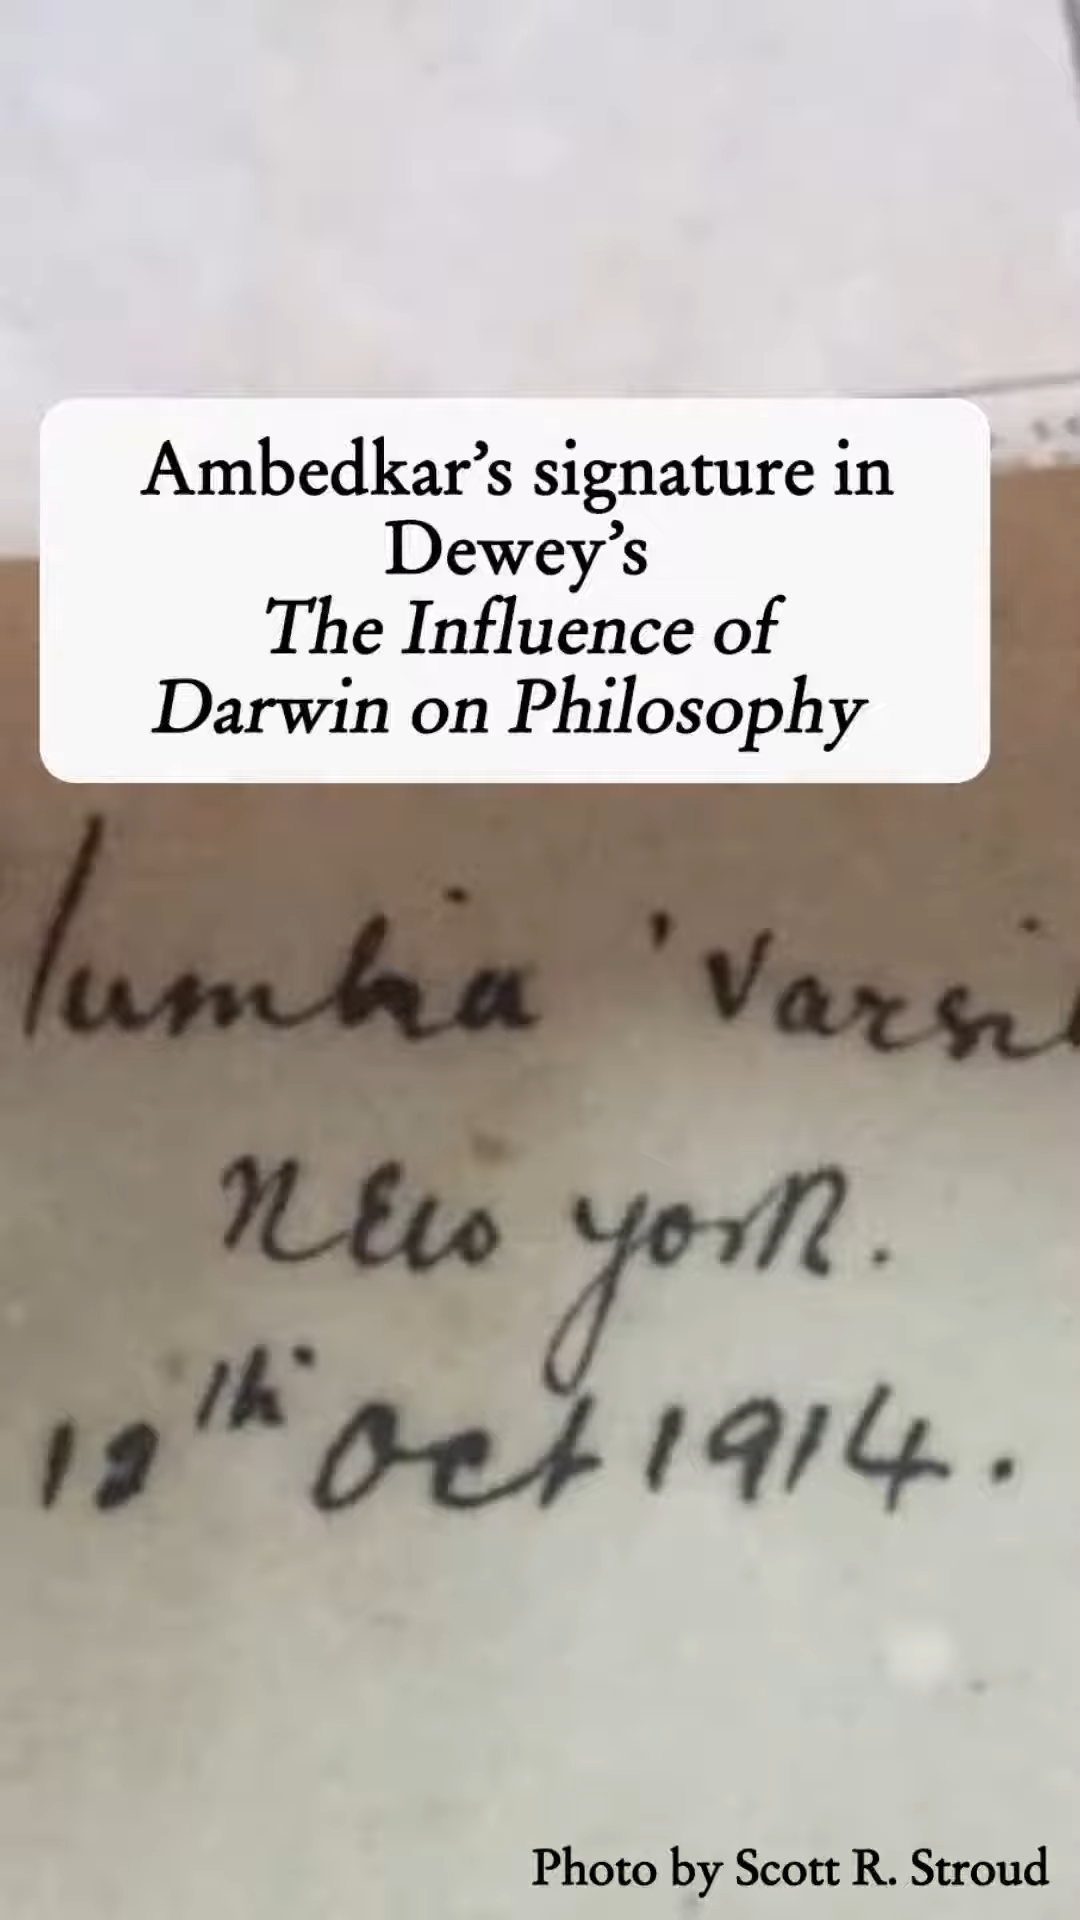 Ambedkar’s signature in
Dewey’s
The Influence of
Darwin on Philosophy
lumbia 'Varsi
New york.
Oct 1914.
Photo by Scott R. Stroud